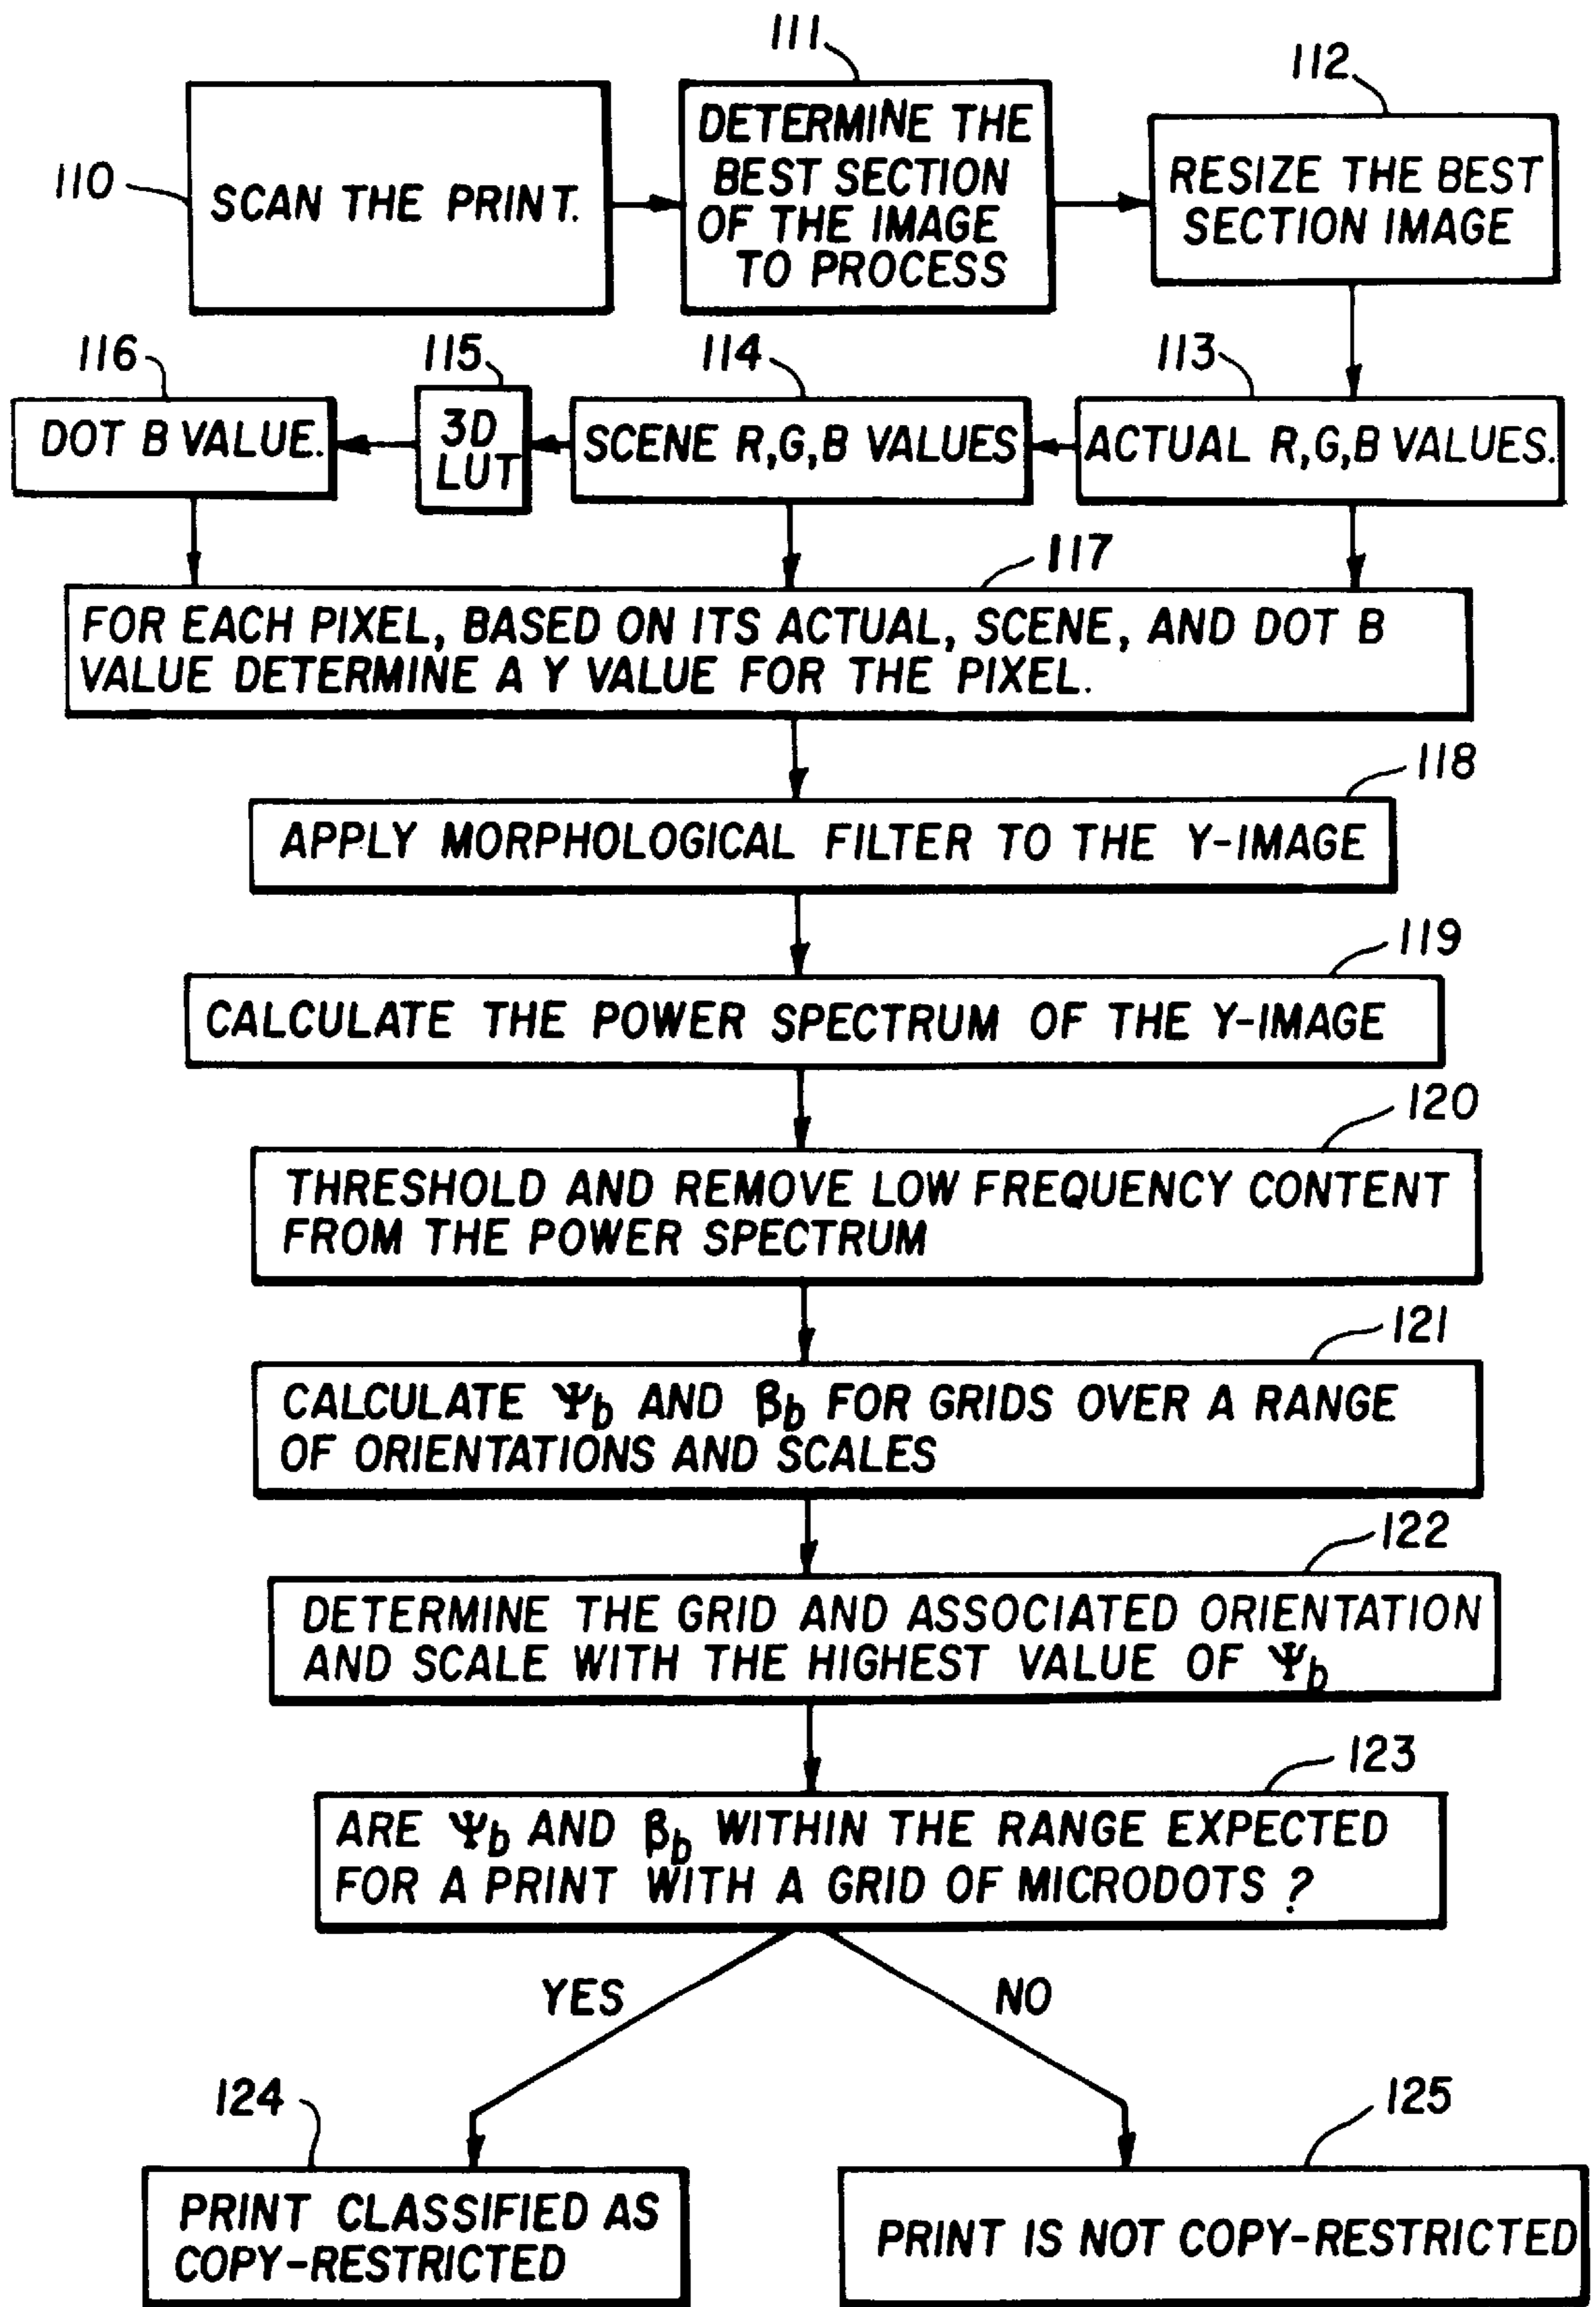 111
112
110
SCAN THE PRINT.
DETERMINE THE
BEST SECTION
OF THE IMAGE
TO PROCESS
RESIZE THE BEST
SECTION IMAGE
116
115
114
113
DOT B VALUE.
3D
LUT
SCENE R,G,B VALUES
ACTUAL R,G,B VALUES.
117
FOR EACH PIXEL, BASED ON ITS ACTUAL, SCENE, AND DOT B
VALUE DETERMINE A Y VALUE FOR THE PIXEL.
118
APPLY MORPHOLOGICAL FILTER TO THE Y-IMAGE
119
CALCULATE THE POWER SPECTRUM OF THE Y-IMAGE
120
THRESHOLD AND REMOVE LOW FREQUENCY CONTENT
FROM THE POWER SPECTRUM
121
CALCULATE Ψb AND βb FOR GRIDS OVER A RANGE
OF ORIENTATIONS AND SCALES
122
DETERMINE THE GRID AND ASSOCIATED ORIENTATION
AND SCALE WITH THE HIGHEST VALUE OF Ψb
123
ARE Ψb AND βb WITHIN THE RANGE EXPECTED
FOR A PRINT WITH A GRID OF MICRODOTS ?
YES
NO
124
125
PRINT CLASSIFIED AS
COPY-RESTRICTED
PRINT IS NOT COPY-RESTRICTED